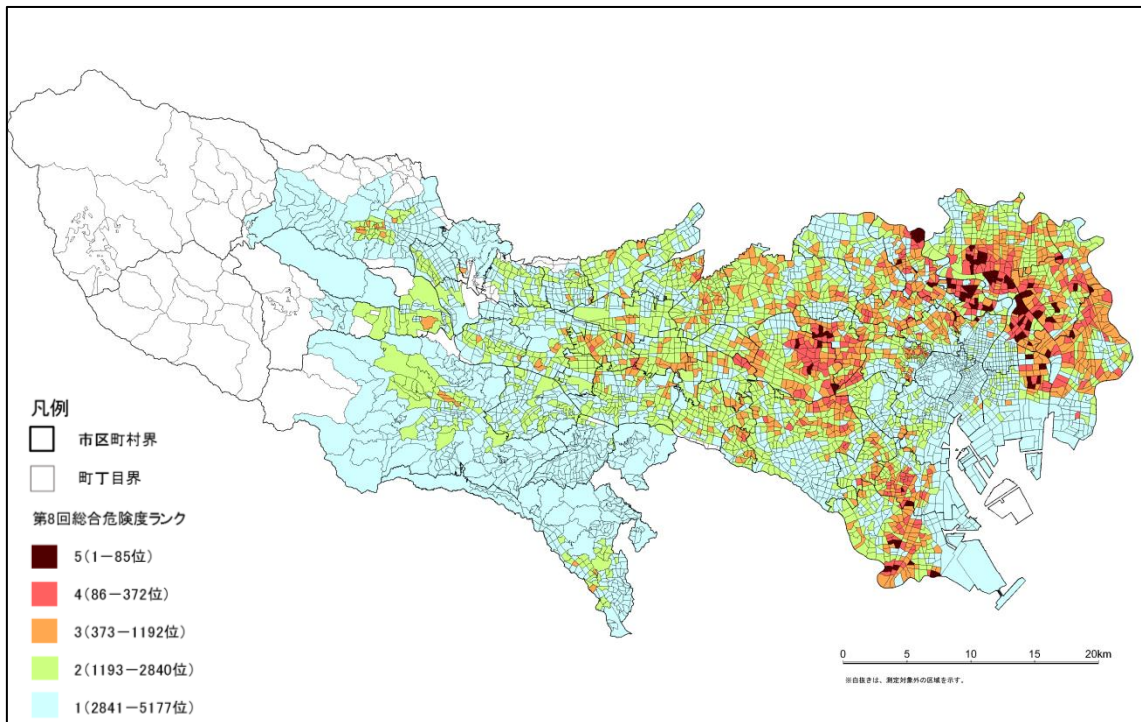 凡例
市区町村界
町丁目界
第8回総合危険度ランク
5(1-85位)
4(86-372位)
3(373-1192位)
2(1193-2840位)
1(2841-5177位)
0 5 10 15 20km
※白抜きは、測定対象外の区域を示す。